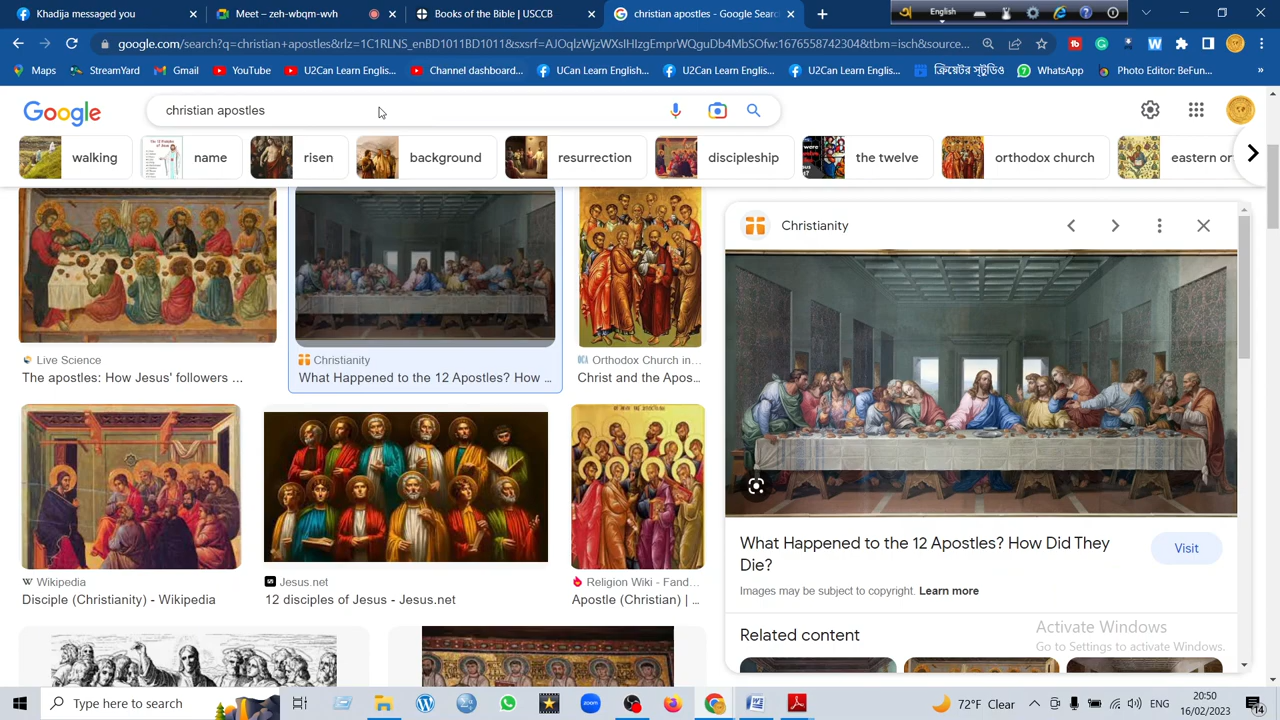 Khadija messaged you
Meet - zeh-wbgt-nhw
Books of the Bible | USCCB
christian apostles - Google Sear
English
google.com/search?q=christian+apostles&rlz=1C1RLNS_enBD1011BD1011&sxsrf=AJOqlzWjzWXsIHIzgEmprWQguDb4MbSOfw:1676558742304&tbm=isch&source...
Maps
StreamYard
Gmail
YouTube
U2Can Learn Englis...
Channel dashboard...
UCan Learn English...
U2Can Learn Englis...
U2Can Learn Englis...
ক্রিয়েটর স্টুডিও
WhatsApp
Photo Editor: BeFun...
»
Google
christian apostles
walking
name
risen
background
resurrection
discipleship
the twelve
orthodox church
eastern or
Christianity
Live Science
The apostles: How Jesus' followers ...
Christianity
What Happened to the 12 Apostles? How ...
Orthodox Church in...
Christ and the Apos...
Wikipedia
Disciple (Christianity) - Wikipedia
Jesus.net
12 disciples of Jesus - Jesus.net
Religion Wiki - Fand...
Apostle (Christian) | ...
What Happened to the 12 Apostles? How Did They
Die?
Visit
Images may be subject to copyright. Learn more
Related content
Activate Windows
Go to Settings to activate Windows.
Type here to search
72°F Clear
ENG
20:50
16/02/2023
14